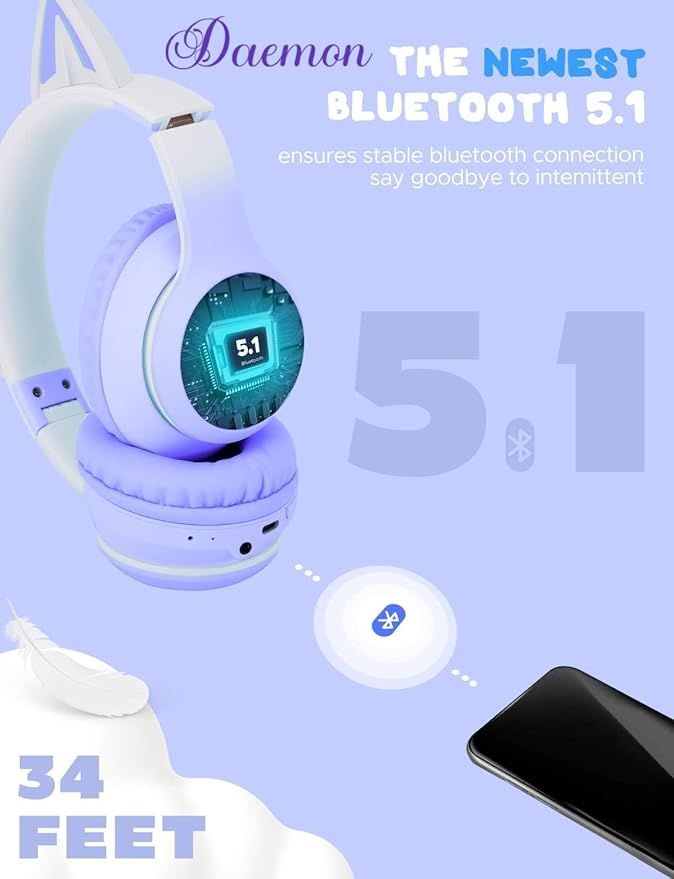 Daemon THE NEWEST
BLUETOOTH 5.1
ensures stable bluetooth connection
say goodbye to intemittent
5.1
Bluetooth
5.1
34
FEET